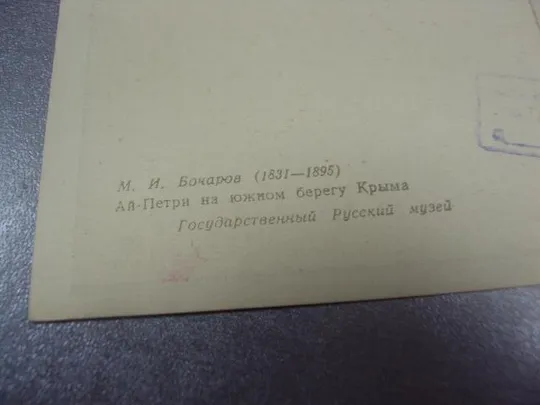 М. И. Бочаров (1831—1895)
Ай-Петри на южном берегу Крыма
Государственный Русский музей